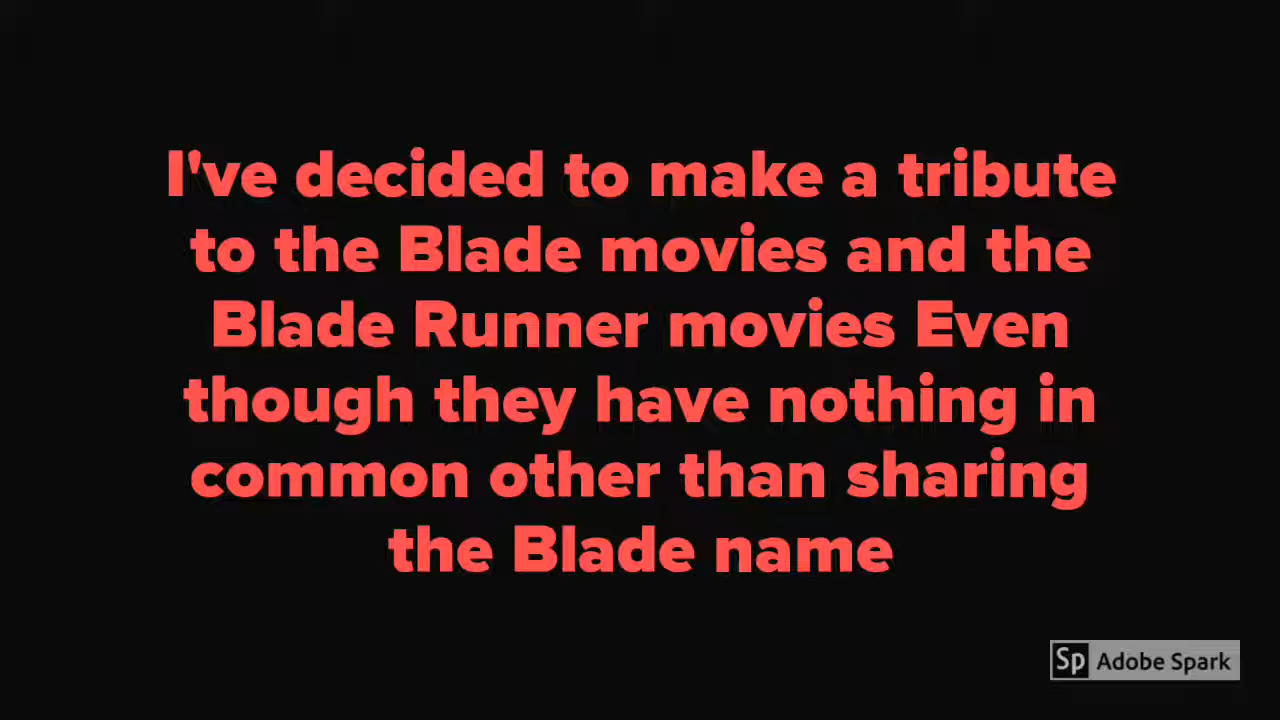 I've decided to make a tribute
to the Blade movies and the
Blade Runner movies Even
though they have nothing in
common other than sharing
the Blade name
Sp Adobe Spark